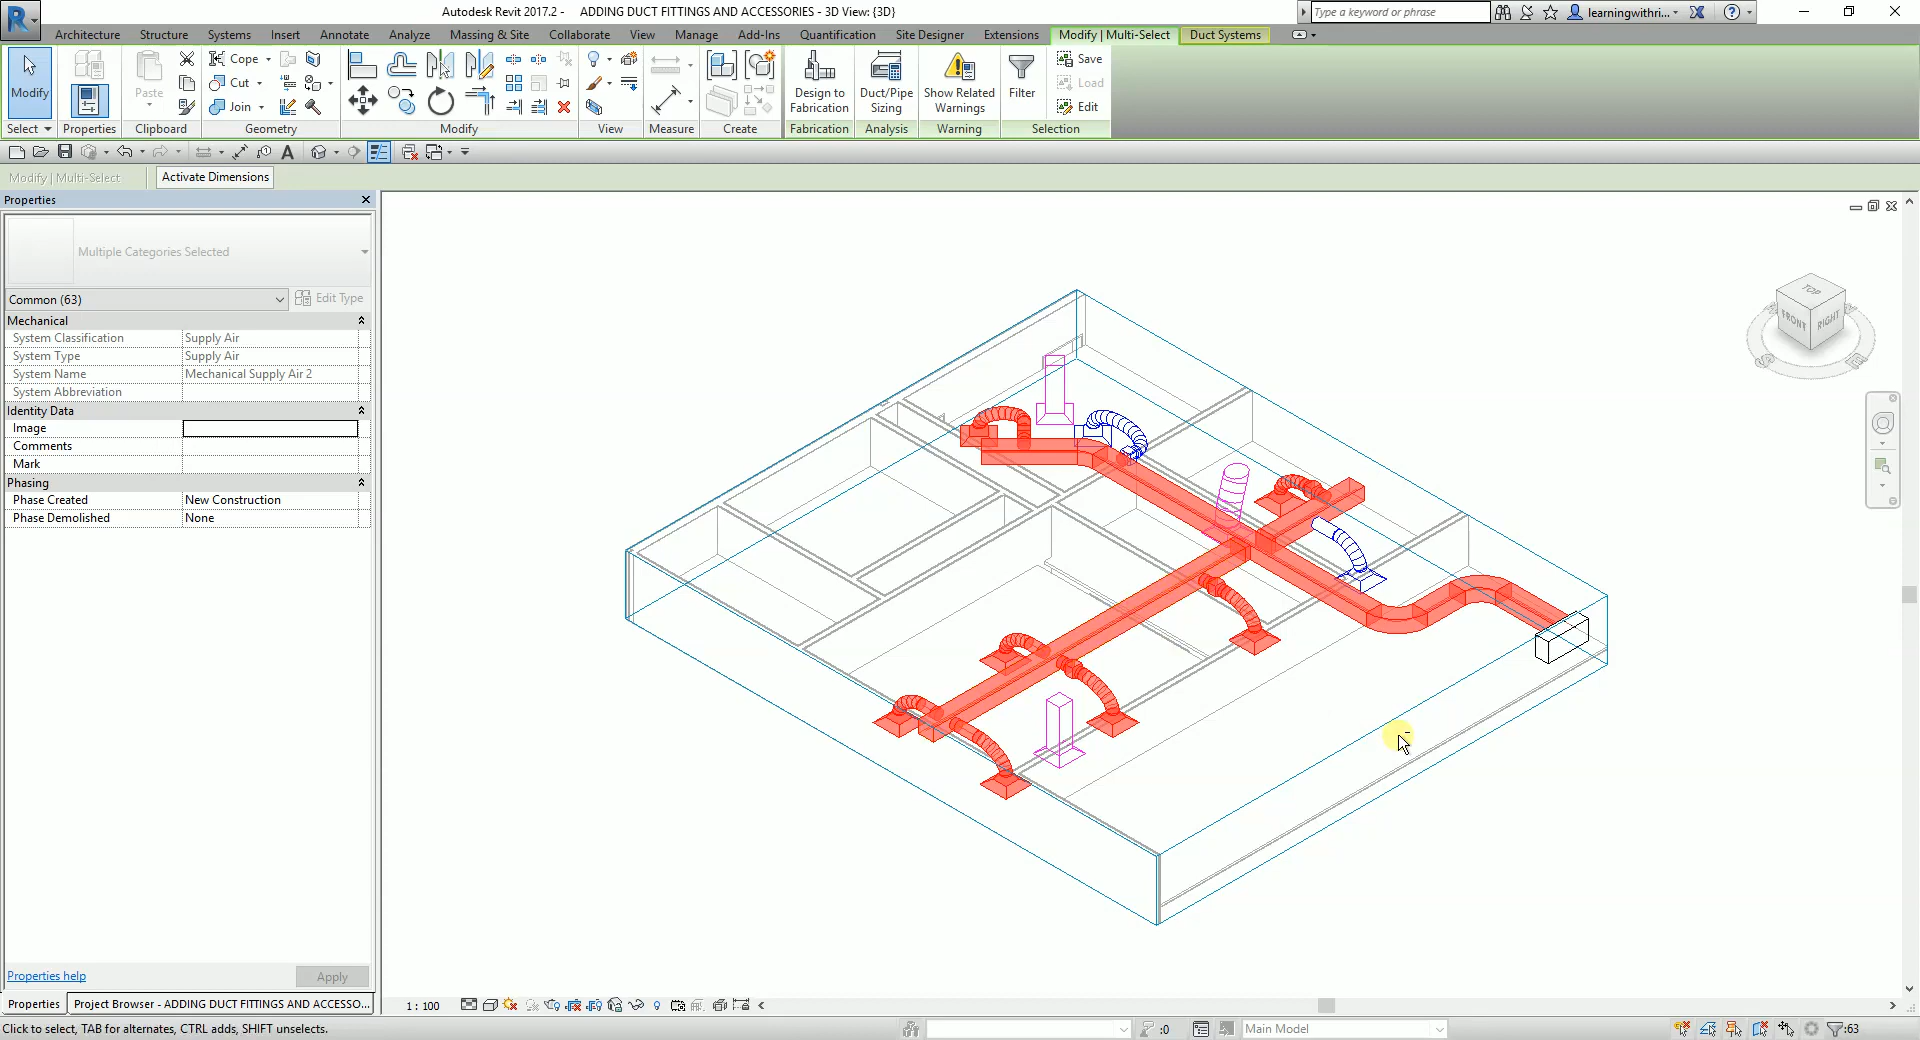 Autodesk Revit 2017.2 - ADDING DUCT FITTINGS AND ACCESSORIES - 3D View: {3D}
Type a keyword or phrase
learningwithri...
Architecture Structure Systems Insert Annotate Analyze Massing & Site Collaborate View Manage Add-Ins Quantification Site Designer Extensions Modify | Multi-Select Duct Systems
Modify
Paste
Cope
Cut
Join
Design to Fabrication
Duct/Pipe Sizing
Show Related Warnings
Filter
Save
Load
Edit
Select Properties Clipboard Geometry Modify View Measure Create Fabrication Analysis Warning Selection
Modify | Multi-Select
Activate Dimensions
Properties
Multiple Categories Selected
Common (63)
Edit Type
Mechanical
System Classification Supply Air
System Type Supply Air
System Name Mechanical Supply Air 2
System Abbreviation
Identity Data
Image
Comments
Mark
Phasing
Phase Created New Construction
Phase Demolished None
TOP
FRONT
RIGHT
Properties help
Apply
Properties
Project Browser - ADDING DUCT FITTINGS AND ACCESSO...
1 : 100
Click to select, TAB for alternates, CTRL adds, SHIFT unselects.
:0
Main Model
:63